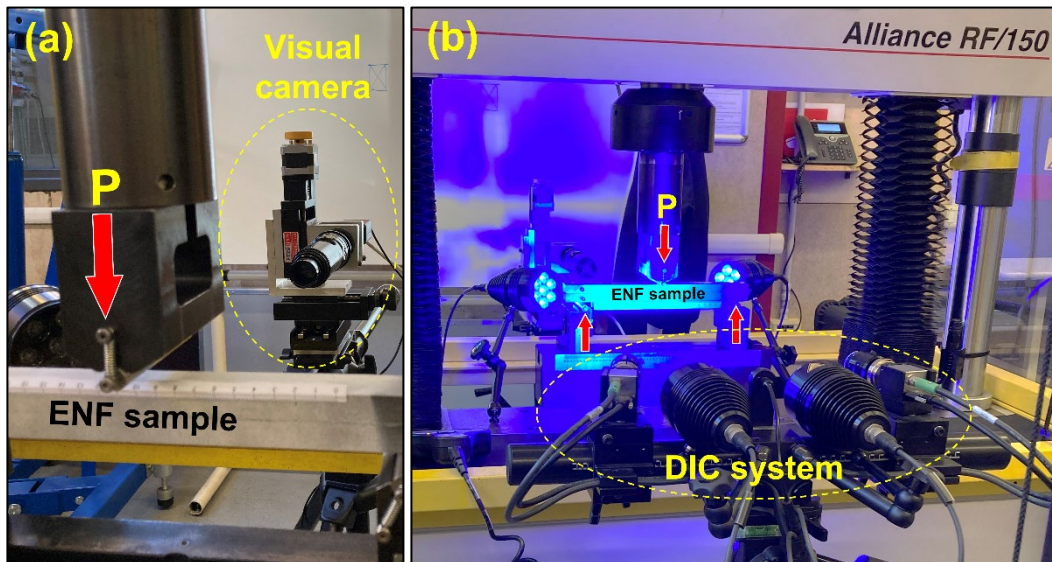 (a)
Visual
camera
P
ENF sample
(b)
Alliance RF/150
P
ENF sample
DIC system